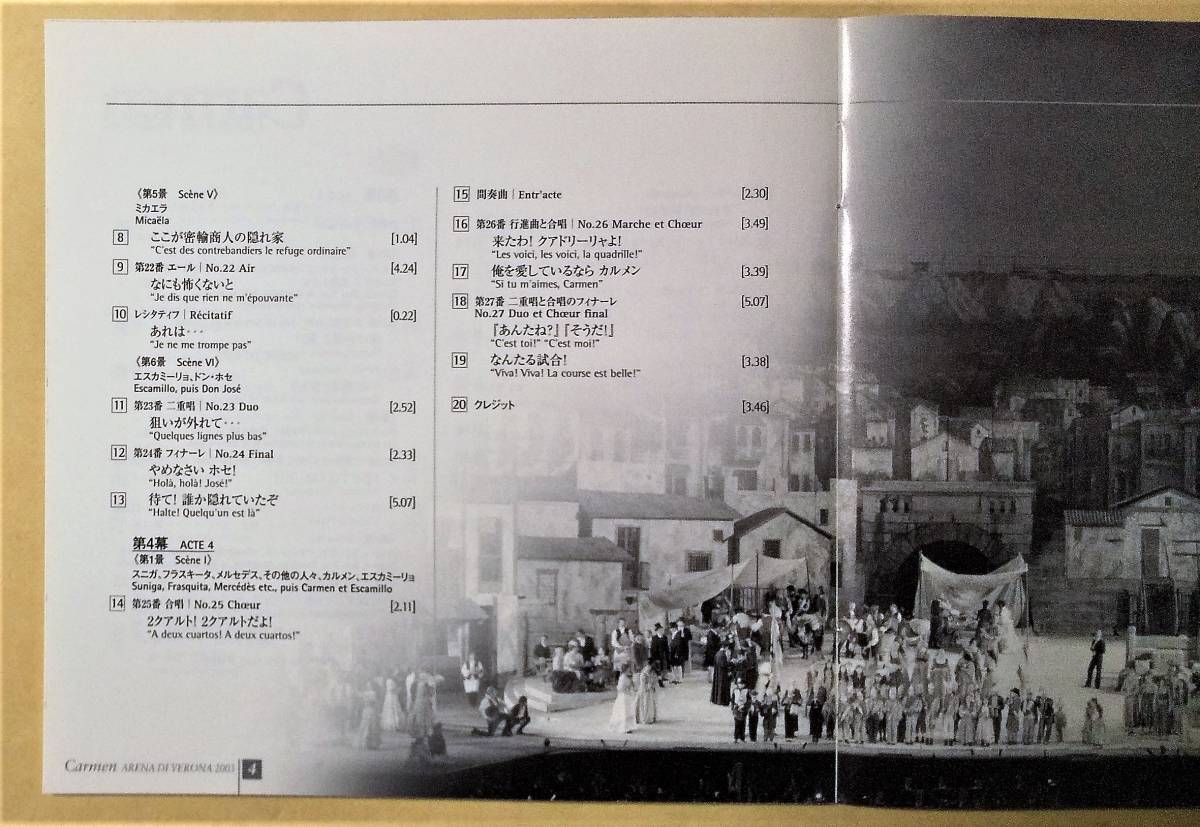 《第5景 Scène V》
ミカエラ
Micaëla
8 ここが密輸商人の隠れ家 [1.04]
"C'est des contrebandiers le refuge ordinaire"
9 第22番 エール | No.22 Air [4.24]
なにも怖くないと
"Je dis que rien ne m'épouvante"
10 レシタティフ | Récitatif [0.22]
あれは・・・
"Je ne me trompe pas"
《第6景 Scène VI》
エスカミーリョ、ドン・ホセ
Escamillo, puis Don José
11 第23番 二重唱 | No.23 Duo [2.52]
狙いが外れて・・・
"Quelques lignes plus bas"
12 第24番 フィナーレ | No.24 Final [2.33]
やめなさい ホセ!
"Holà, holà! José!"
13 待て! 誰か隠れていたぞ [5.07]
"Halte! Quelqu'un est là"
第4幕 ACTE 4
《第1景 Scène I》
スニガ、フラスキータ、メルセデス、その他の人々、カルメン、エスカミーリョ
Suniga, Frasquita, Mercédès etc., puis Carmen et Escamillo
14 第25番 合唱 | No.25 Chœur [2.11]
2クアルト! 2クアルトだよ!
"A deux cuartos! A deux cuartos!"
15 間奏曲 | Entr'acte [2.30]
16 第26番 行進曲と合唱 | No.26 Marche et Chœur [3.49]
来たわ! クアドリーリャよ!
"Les voici, les voici, la quadrille!"
17 俺を愛しているなら カルメン [3.39]
"Si tu m'aimes, Carmen"
18 第27番 二重唱と合唱のフィナーレ [5.07]
No.27 Duo et Chœur final
『あんたね?』『そうだ!』
"C'est toi!" "C'est moi!"
19 なんたる試合! [3.38]
"Viva! Viva! La course est belle!"
20 クレジット [3.46]
Carmen ARENA DI VERONA 2003 4